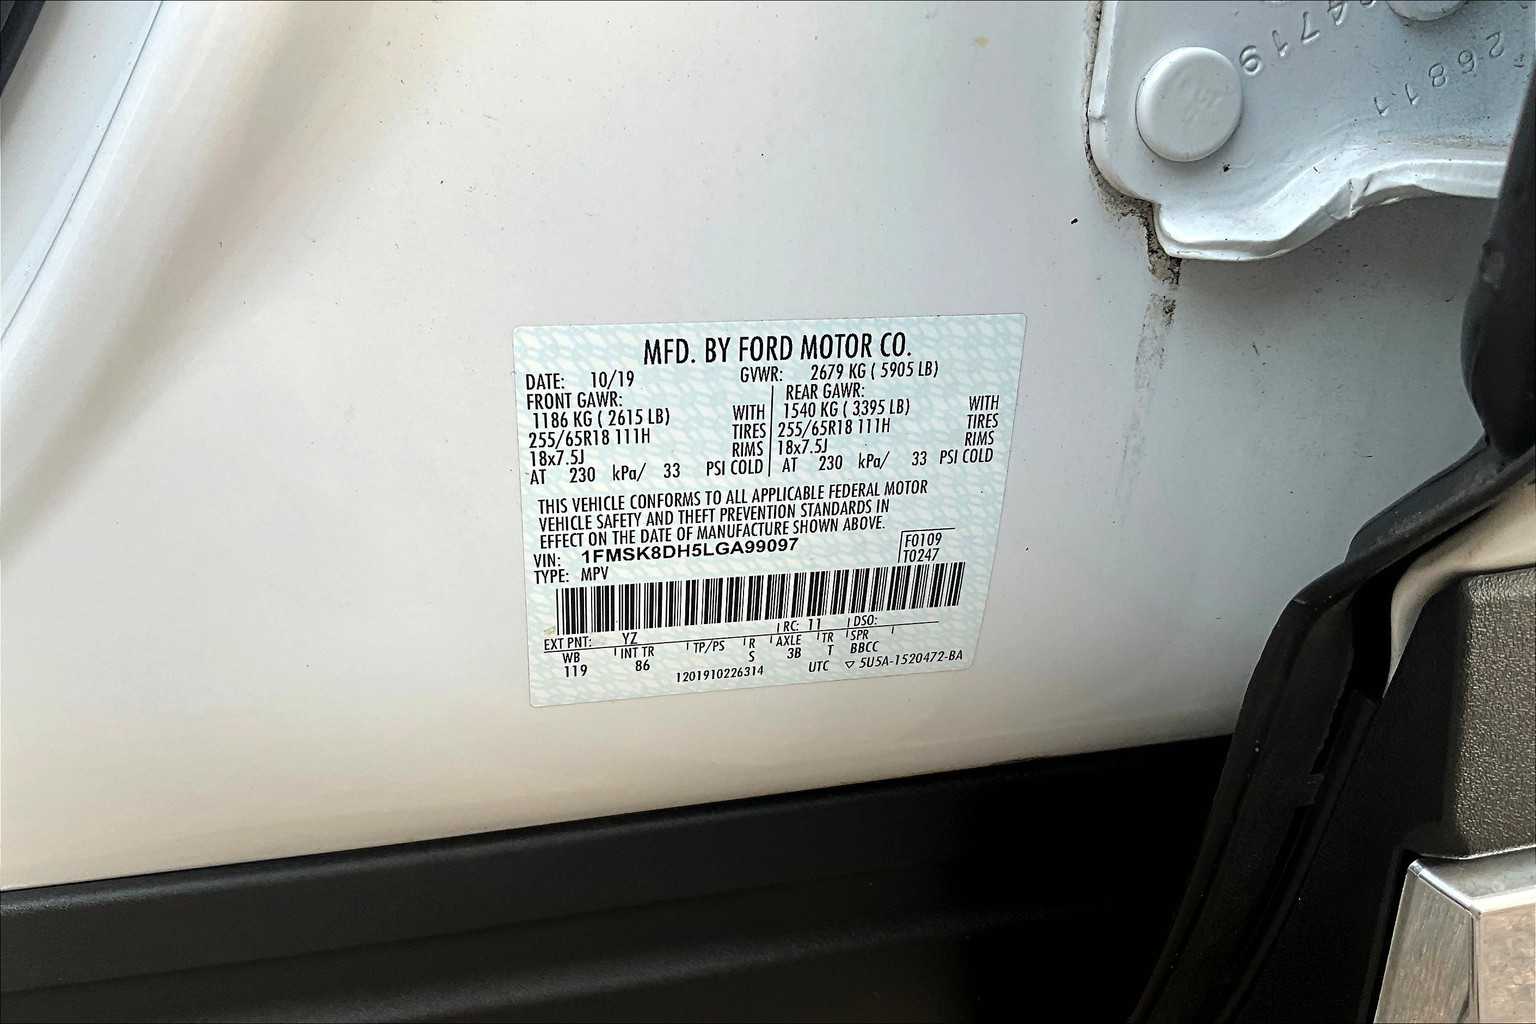 4719
26811
MFD. BY FORD MOTOR CO.
DATE: 10/19 GVWR: 2679 KG ( 5905 LB)
FRONT GAWR: REAR GAWR:
1186 KG ( 2615 LB) WITH 1540 KG ( 3395 LB) WITH
255/65R18 111H TIRES 255/65R18 111H TIRES
18x7.5J RIMS 18x7.5J RIMS
AT 230 kPa/ 33 PSI COLD AT 230 kPa/ 33 PSI COLD
THIS VEHICLE CONFORMS TO ALL APPLICABLE FEDERAL MOTOR
VEHICLE SAFETY AND THEFT PREVENTION STANDARDS IN
EFFECT ON THE DATE OF MANUFACTURE SHOWN ABOVE.
VIN: 1FMSK8DH5LGA99097 F0109
TYPE: MPV T0247
EXT PNT: YZ RC: 11 DSO:
WB INT TR TP/PS R AXLE TR SPR
119 86 S 3B T BBCC
1201910226314 UTC ▽ 5U5A-1520472-BA